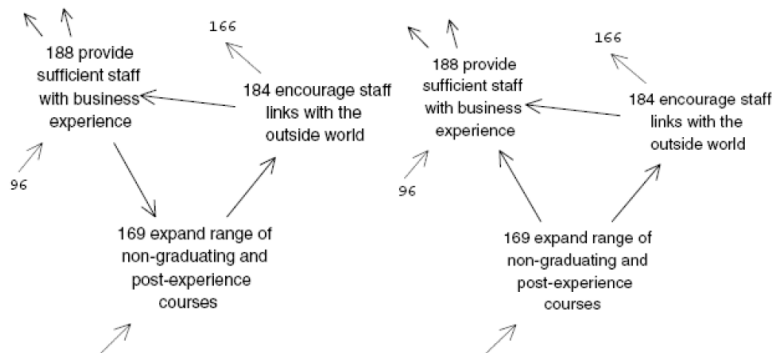 166
188 provide
sufficient staff
with business
experience
184 encourage staff
links with the
outside world
96
169 expand range of
non-graduating and
post-experience
courses
166
188 provide
sufficient staff
with business
experience
184 encourage staff
links with the
outside world
96
169 expand range of
non-graduating and
post-experience
courses